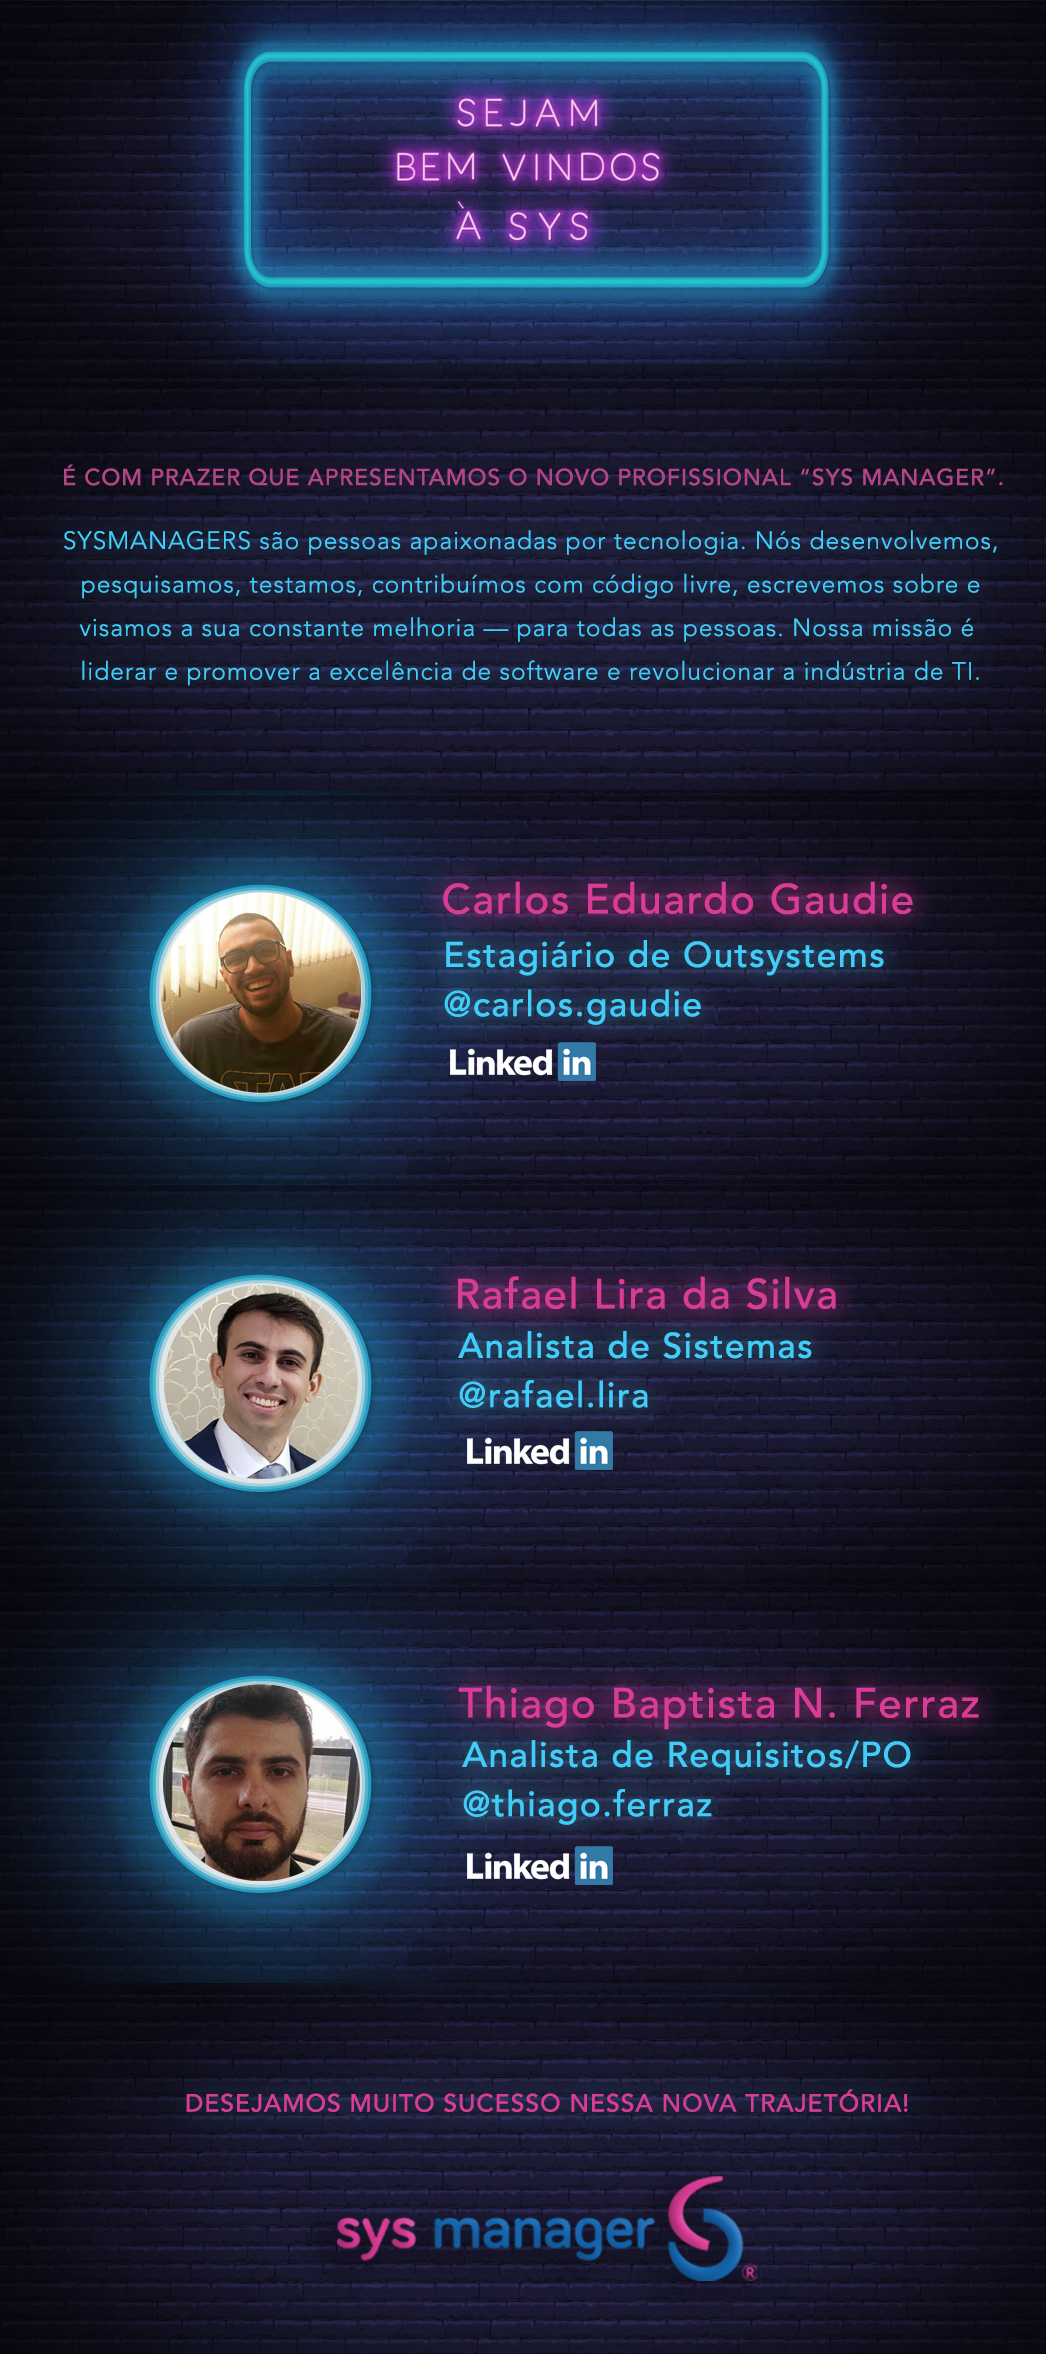 SEJAM
BEM VINDOS
À SYS
É COM PRAZER QUE APRESENTAMOS O NOVO PROFISSIONAL “SYS MANAGER”.
SYSMANAGERS são pessoas apaixonadas por tecnologia. Nós desenvolvemos,
pesquisamos, testamos, contribuímos com código livre, escrevemos sobre e
visamos a sua constante melhoria — para todas as pessoas. Nossa missão é
liderar e promover a excelência de software e revolucionar a indústria de TI.
Carlos Eduardo Gaudie
Estagiário de Outsystems
@carlos.gaudie
Linked in
Rafael Lira da Silva
Analista de Sistemas
@rafael.lira
Linked in
Thiago Baptista N. Ferraz
Analista de Requisitos/PO
@thiago.ferraz
Linked in
DESEJAMOS MUITO SUCESSO NESSA NOVA TRAJETÓRIA!
sys manager ®